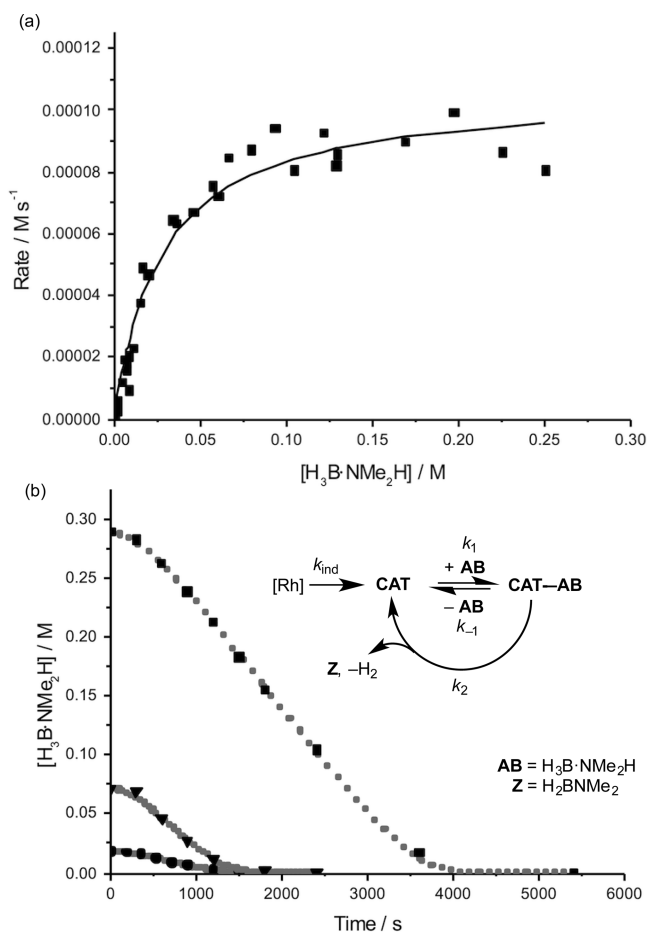 (a)
0.00012
0.00010
0.00008
0.00006
0.00004
0.00002
0.00000
Rate / M s⁻¹
0.00 0.05 0.10 0.15 0.20 0.25 0.30
[H₃B·NMe₂H] / M
(b)
0.30
0.25
0.20
0.15
0.10
0.05
0.00
[H₃B·NMe₂H] / M
k₁
[Rh] k_ind CAT + AB CAT–AB
– AB
k₋₁
Z, –H₂
k₂
AB = H₃B·NMe₂H
Z = H₂BNMe₂
0 1000 2000 3000 4000 5000 6000
Time / s